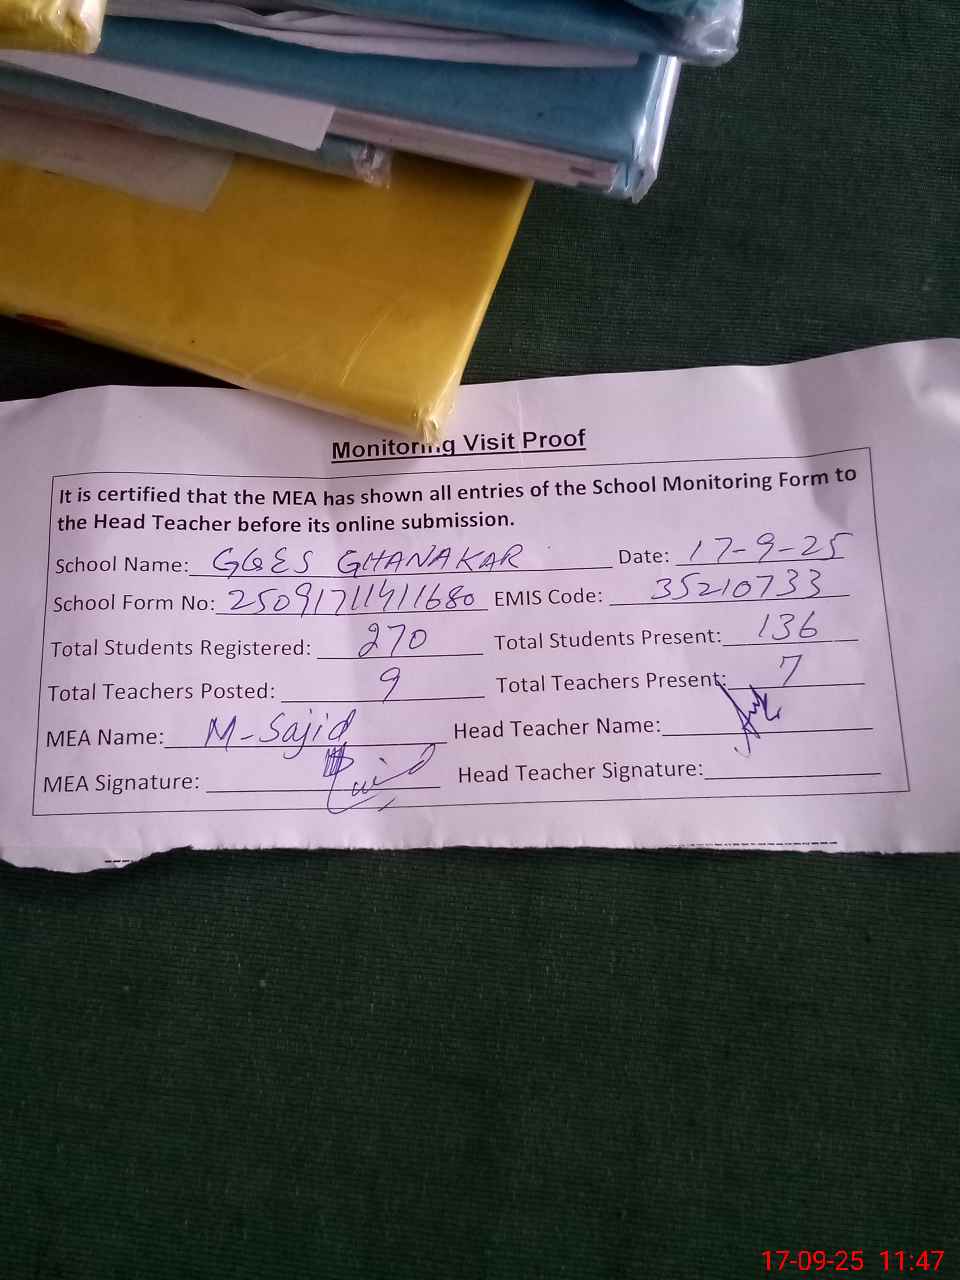 Monitoring Visit Proof
It is certified that the MEA has shown all entries of the School Monitoring Form to
the Head Teacher before its online submission.
School Name: GGES GHANAKAR Date: 17-9-25
School Form No: 25091711411680 EMIS Code: 35210733
Total Students Registered: 270 Total Students Present: 136
Total Teachers Posted: 9 Total Teachers Present: 7
MEA Name: M-Sajid Head Teacher Name:
MEA Signature: Head Teacher Signature:
17-09-25 11:47